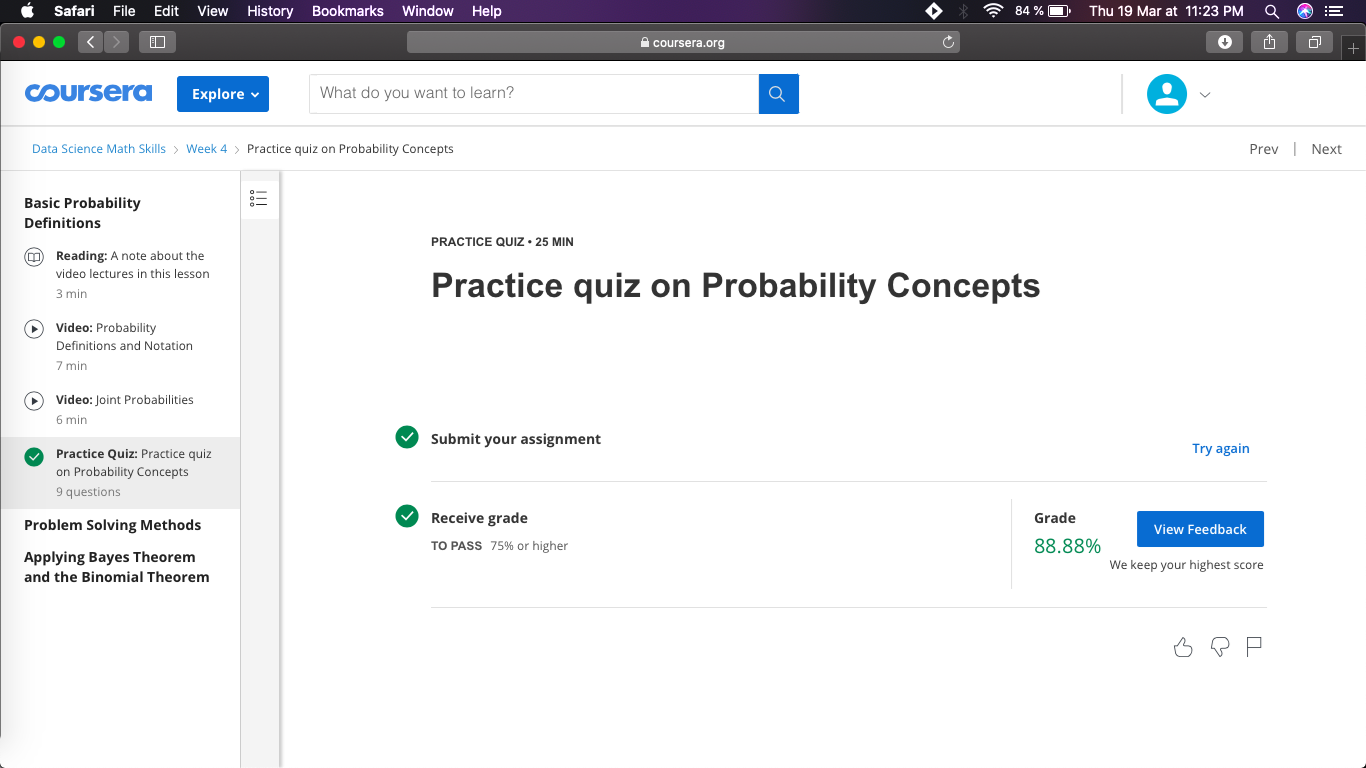 Safari File Edit View History Bookmarks Window Help 84 % Thu 19 Mar at 11:23 PM
coursera.org
coursera Explore What do you want to learn?
Data Science Math Skills > Week 4 > Practice quiz on Probability Concepts Prev | Next
Basic Probability
Definitions
Reading: A note about the
video lectures in this lesson
3 min
Video: Probability
Definitions and Notation
7 min
Video: Joint Probabilities
6 min
Practice Quiz: Practice quiz
on Probability Concepts
9 questions
Problem Solving Methods
Applying Bayes Theorem
and the Binomial Theorem
PRACTICE QUIZ • 25 MIN
Practice quiz on Probability Concepts
Submit your assignment
Try again
Receive grade
TO PASS 75% or higher
Grade
88.88%
View Feedback
We keep your highest score